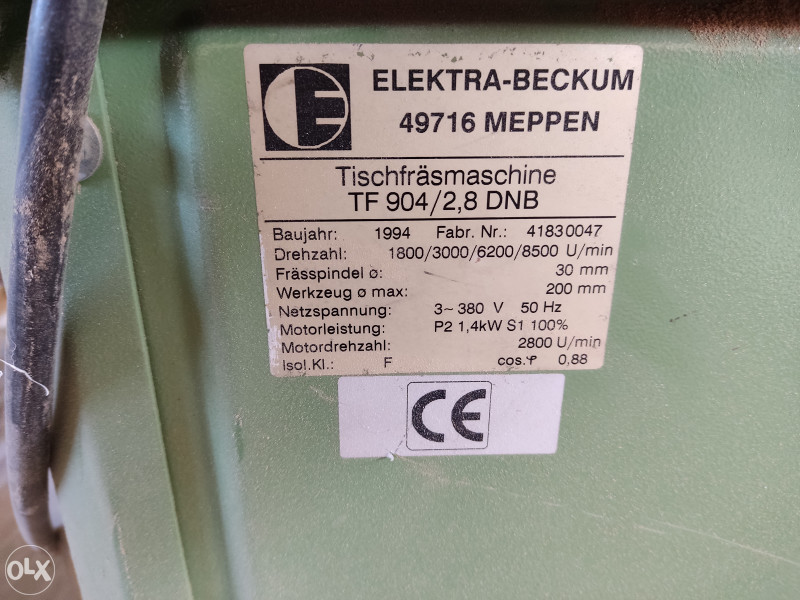 E
ELEKTRA-BECKUM
49716 MEPPEN
Tischfräsmaschine
TF 904/2,8 DNB
Baujahr: 1994 Fabr. Nr.: 41830047
Drehzahl: 1800/3000/6200/8500 U/min
Frässpindel ø: 30 mm
Werkzeug ø max: 200 mm
Netzspannung: 3~ 380 V 50 Hz
Motorleistung: P2 1,4kW S1 100%
Motordrehzahl: 2800 U/min
Isol.Kl.: F cos.φ 0,88
CE
OLX